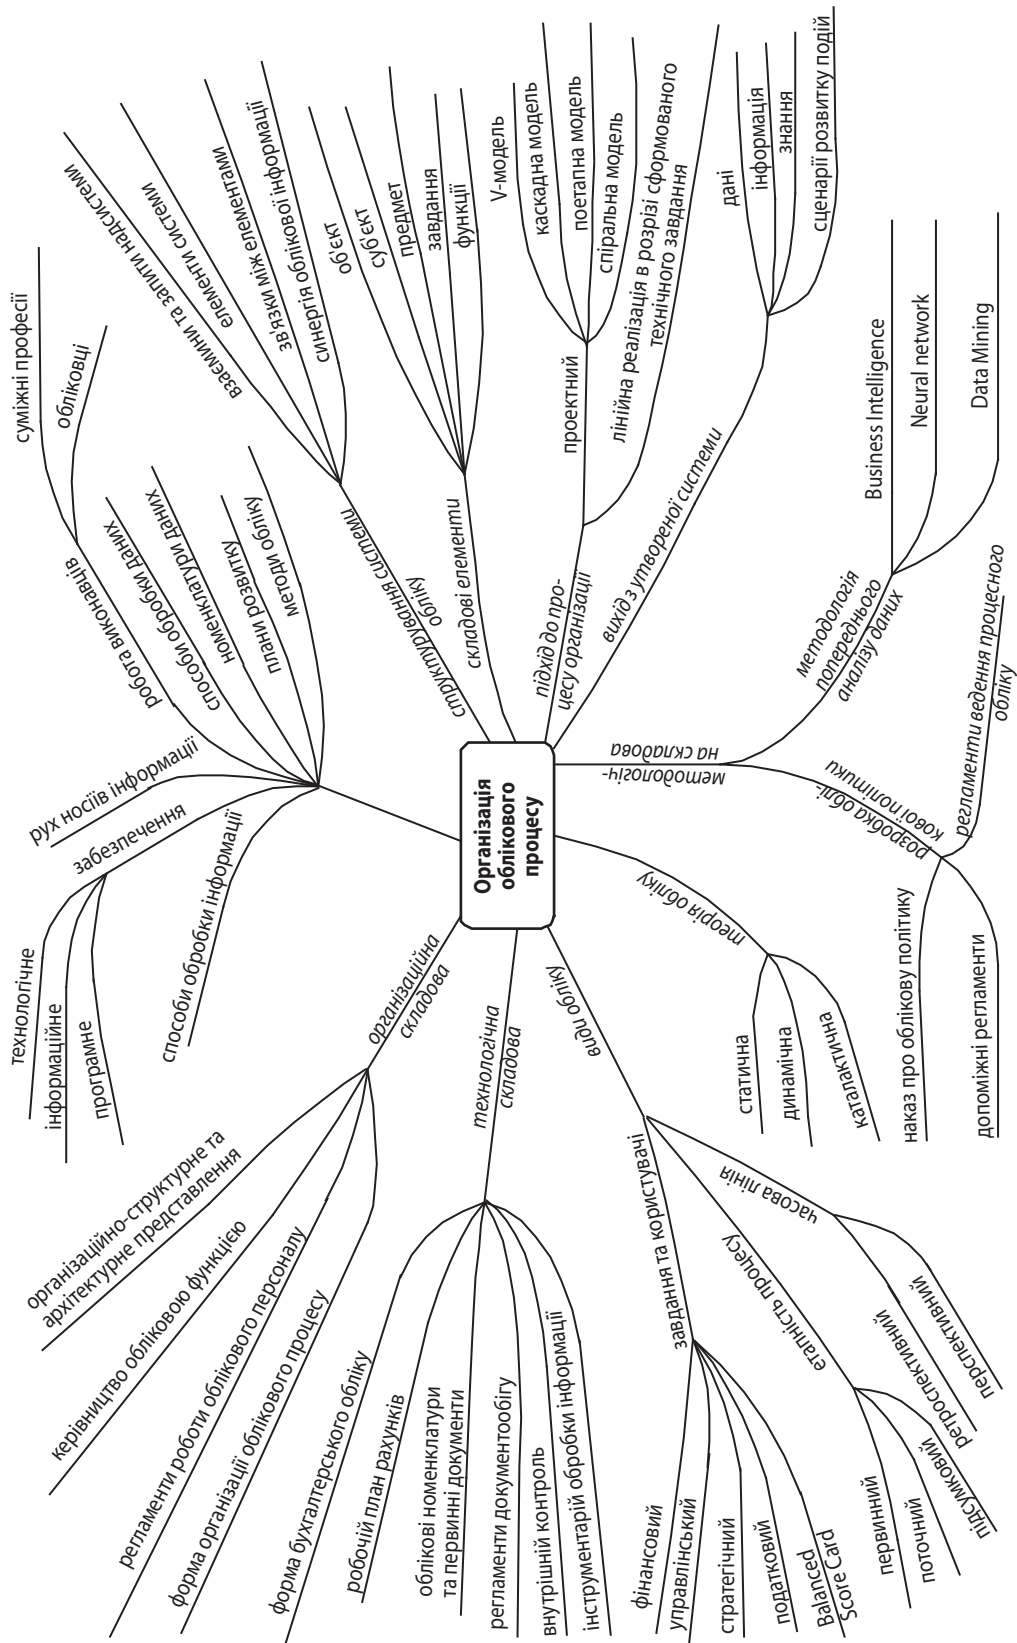 Організація
облікового
процесу
структурування системи
обліку
взаємини та запити надсистеми
елементи системи
зв'язки між елементами
синергія облікової інформації
складові елементи
об'єкт
суб'єкт
предмет
завдання
функції
підхід до про-
цесу організації
проектний
V-модель
каскадна модель
поетапна модель
спіральна модель
лінійна реалізація в розрізі сформованого
технічного завдання
вихід з утвореної системи
дані
інформація
знання
сценарії розвитку подій
методологіч-
на складова
методологія
попереднього
аналізу даних
Business Intelligence
Neural network
Data Mining
розробка облі-
кової політики
регламенти ведення процесного
обліку
наказ про облікову політику
допоміжні регламенти
теорія обліку
статична
динамічна
каталактична
види обліку
завдання та користувачі
фінансовий
управлінський
стратегічний
податковий
Balanced
Score Card
етапність процесу
первинний
поточний
підсумковий
часова лінія
ретроспективний
перспективний
технологічна
складова
форма бухгалтерського обліку
робочій план рахунків
облікові номенклатури
та первинні документи
регламенти документообігу
внутрішній контроль
інструментарій обробки інформації
організаційна
складова
організаційно-структурне та
архітектурне представлення
керівництво обліковою функцією
регламенти роботи облікового персоналу
форма організації облікового процесу
способи обробки інформації
забезпечення
технологічне
інформаційне
програмне
рух носіїв інформації
робота виконавців
суміжні професії
обліковці
способи обробки даних
номенклатури даних
плани розвитку
методи обліку